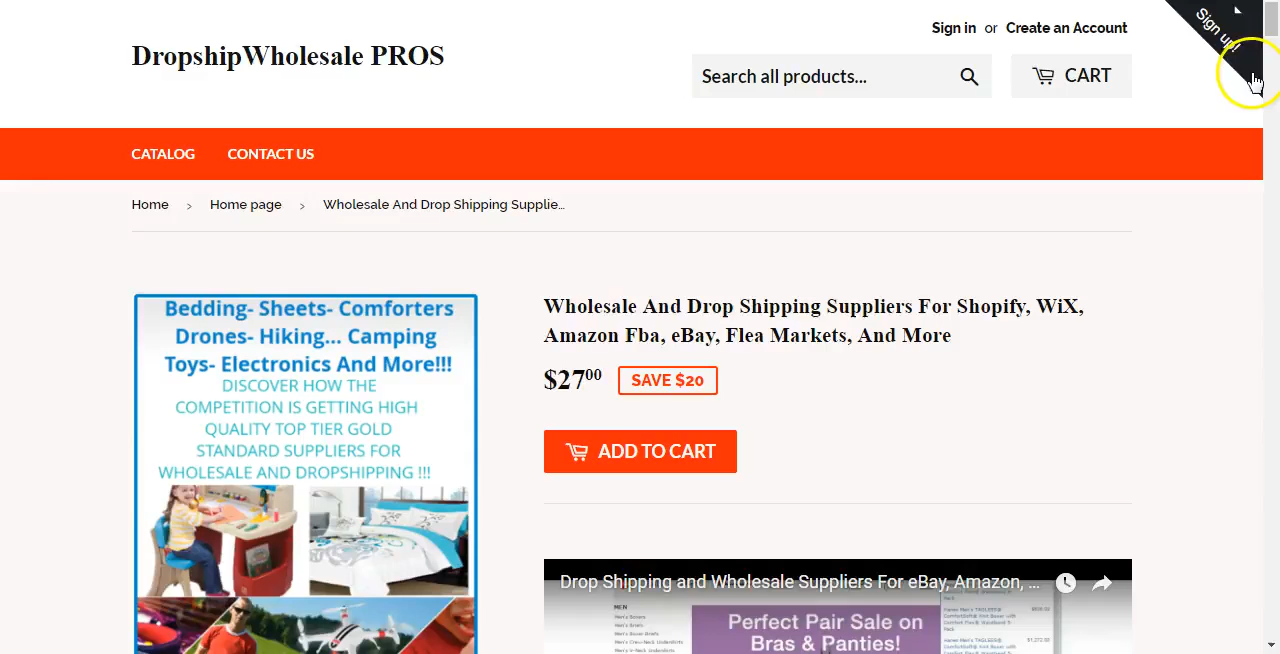 Sign in or Create an Account
Sign up!
DropshipWholesale PROS
Search all products...
CART
CATALOG CONTACT US
Home › Home page › Wholesale And Drop Shipping Supplie...
Bedding- Sheets- Comforters
Drones- Hiking... Camping
Toys- Electronics And More!!!
DISCOVER HOW THE
COMPETITION IS GETTING HIGH
QUALITY TOP TIER GOLD
STANDARD SUPPLIERS FOR
WHOLESALE AND DROPSHIPPING !!!
Wholesale And Drop Shipping Suppliers For Shopify, WiX,
Amazon Fba, eBay, Flea Markets, And More
$27.00 SAVE $20
ADD TO CART
Drop Shipping and Wholesale Suppliers For eBay, Amazon, ...
MEN
Perfect Pair Sale on
Bras & Panties!